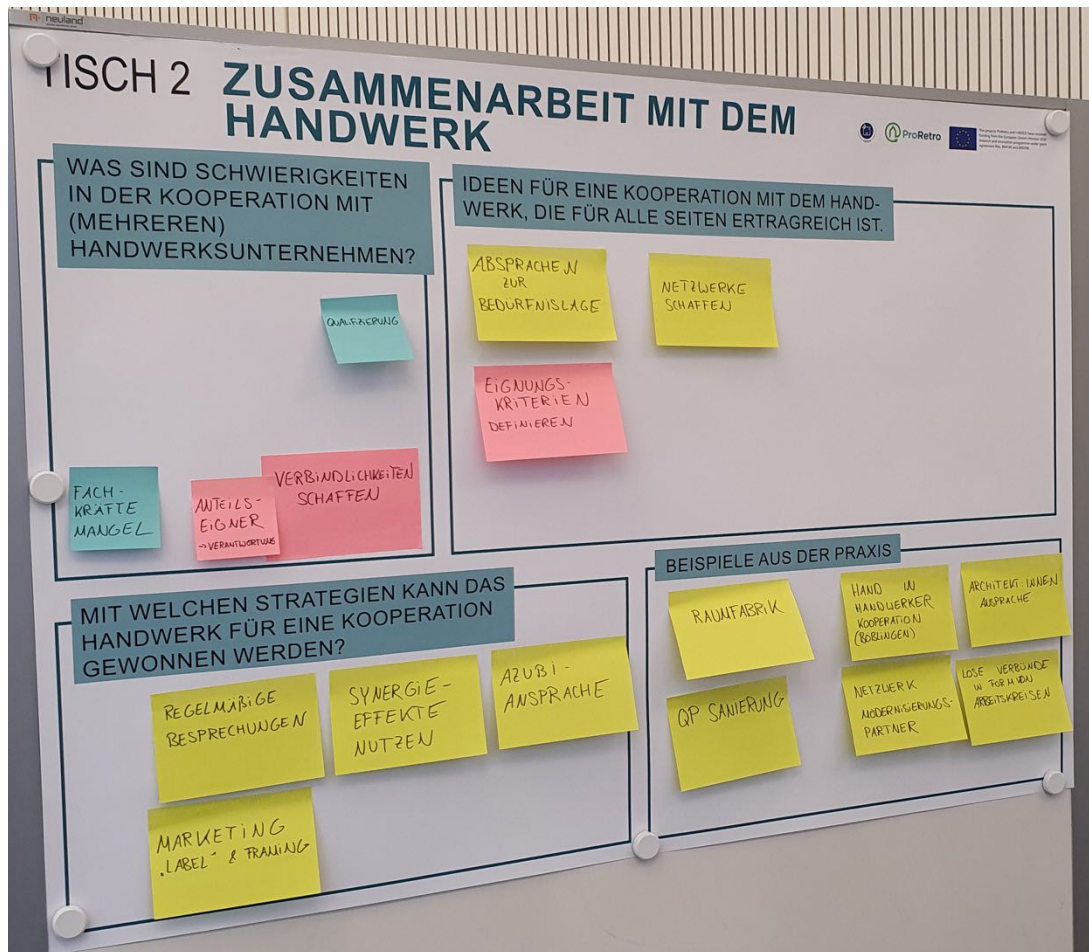 neuland
TISCH 2
ZUSAMMENARBEIT MIT DEM
HANDWERK
ProRetro
WAS SIND SCHWIERIGKEITEN
IN DER KOOPERATION MIT
(MEHREREN)
HANDWERKSUNTERNEHMEN?
QUALIFIZIERUNG
FACH-
KRÄFTE
MANGEL
ANTEILS-
EIGNER
→ VERANTWORTUNG
VERBINDLICHKEITEN
SCHAFFEN
IDEEN FÜR EINE KOOPERATION MIT DEM HAND-
WERK, DIE FÜR ALLE SEITEN ERTRAGREICH IST.
ABSPRACHEN
ZUR
BEDÜRFNISLAGE
NETZWERKE
SCHAFFEN
EIGNUNGS-
KRITERIEN
DEFINIEREN
MIT WELCHEN STRATEGIEN KANN DAS
HANDWERK FÜR EINE KOOPERATION
GEWONNEN WERDEN?
REGELMÄßIGE
BESPRECHUNGEN
SYNERGIE-
EFFEKTE
NUTZEN
AZUBI-
ANSPRACHE
MARKETING
„LABEL“ & FRAMING
BEISPIELE AUS DER PRAXIS
RAUMFABRIK
HAND IN
HANDWERKER
KOOPERATION
(BÖBLINGEN)
ARCHITEKT:INNEN
ANSPRACHE
QP SANIERUNG
NETZWERK
MODERNISIERUNGS-
PARTNER
LOSE VERBÜNDE
IN FORM VON
ARBEITSKREISEN